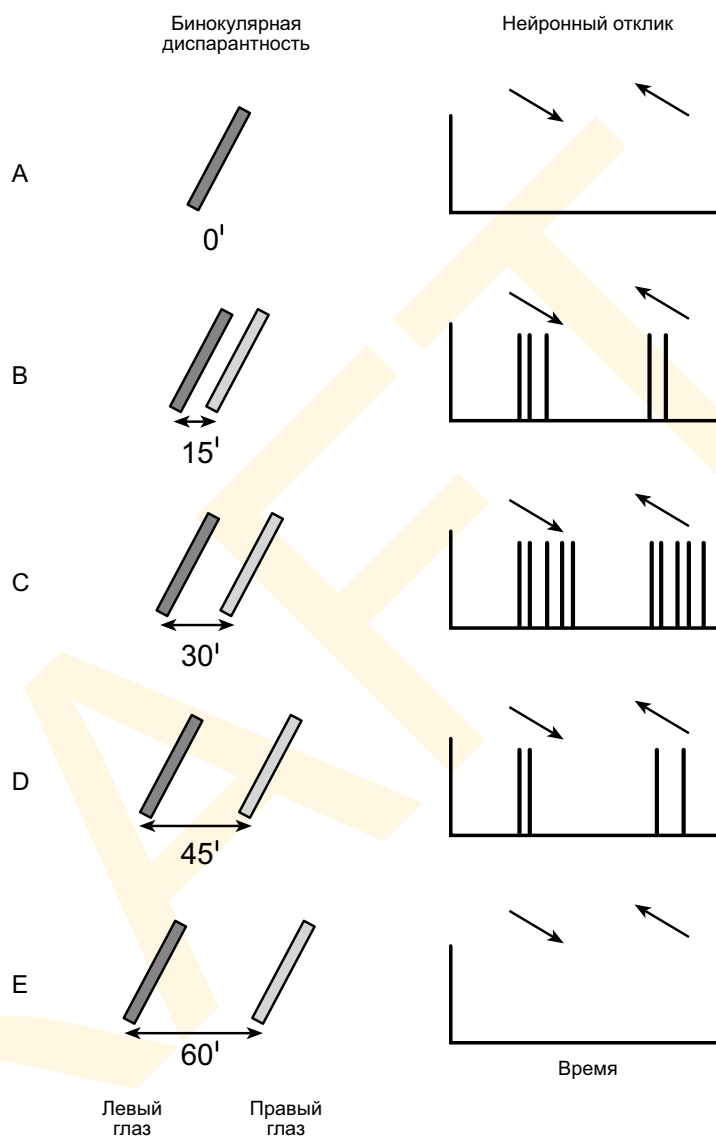 Бинокулярная
диспарантность
Нейронный отклик
A
0'
B
15'
C
30'
D
45'
E
60'
Время
Левый
глаз
Правый
глаз